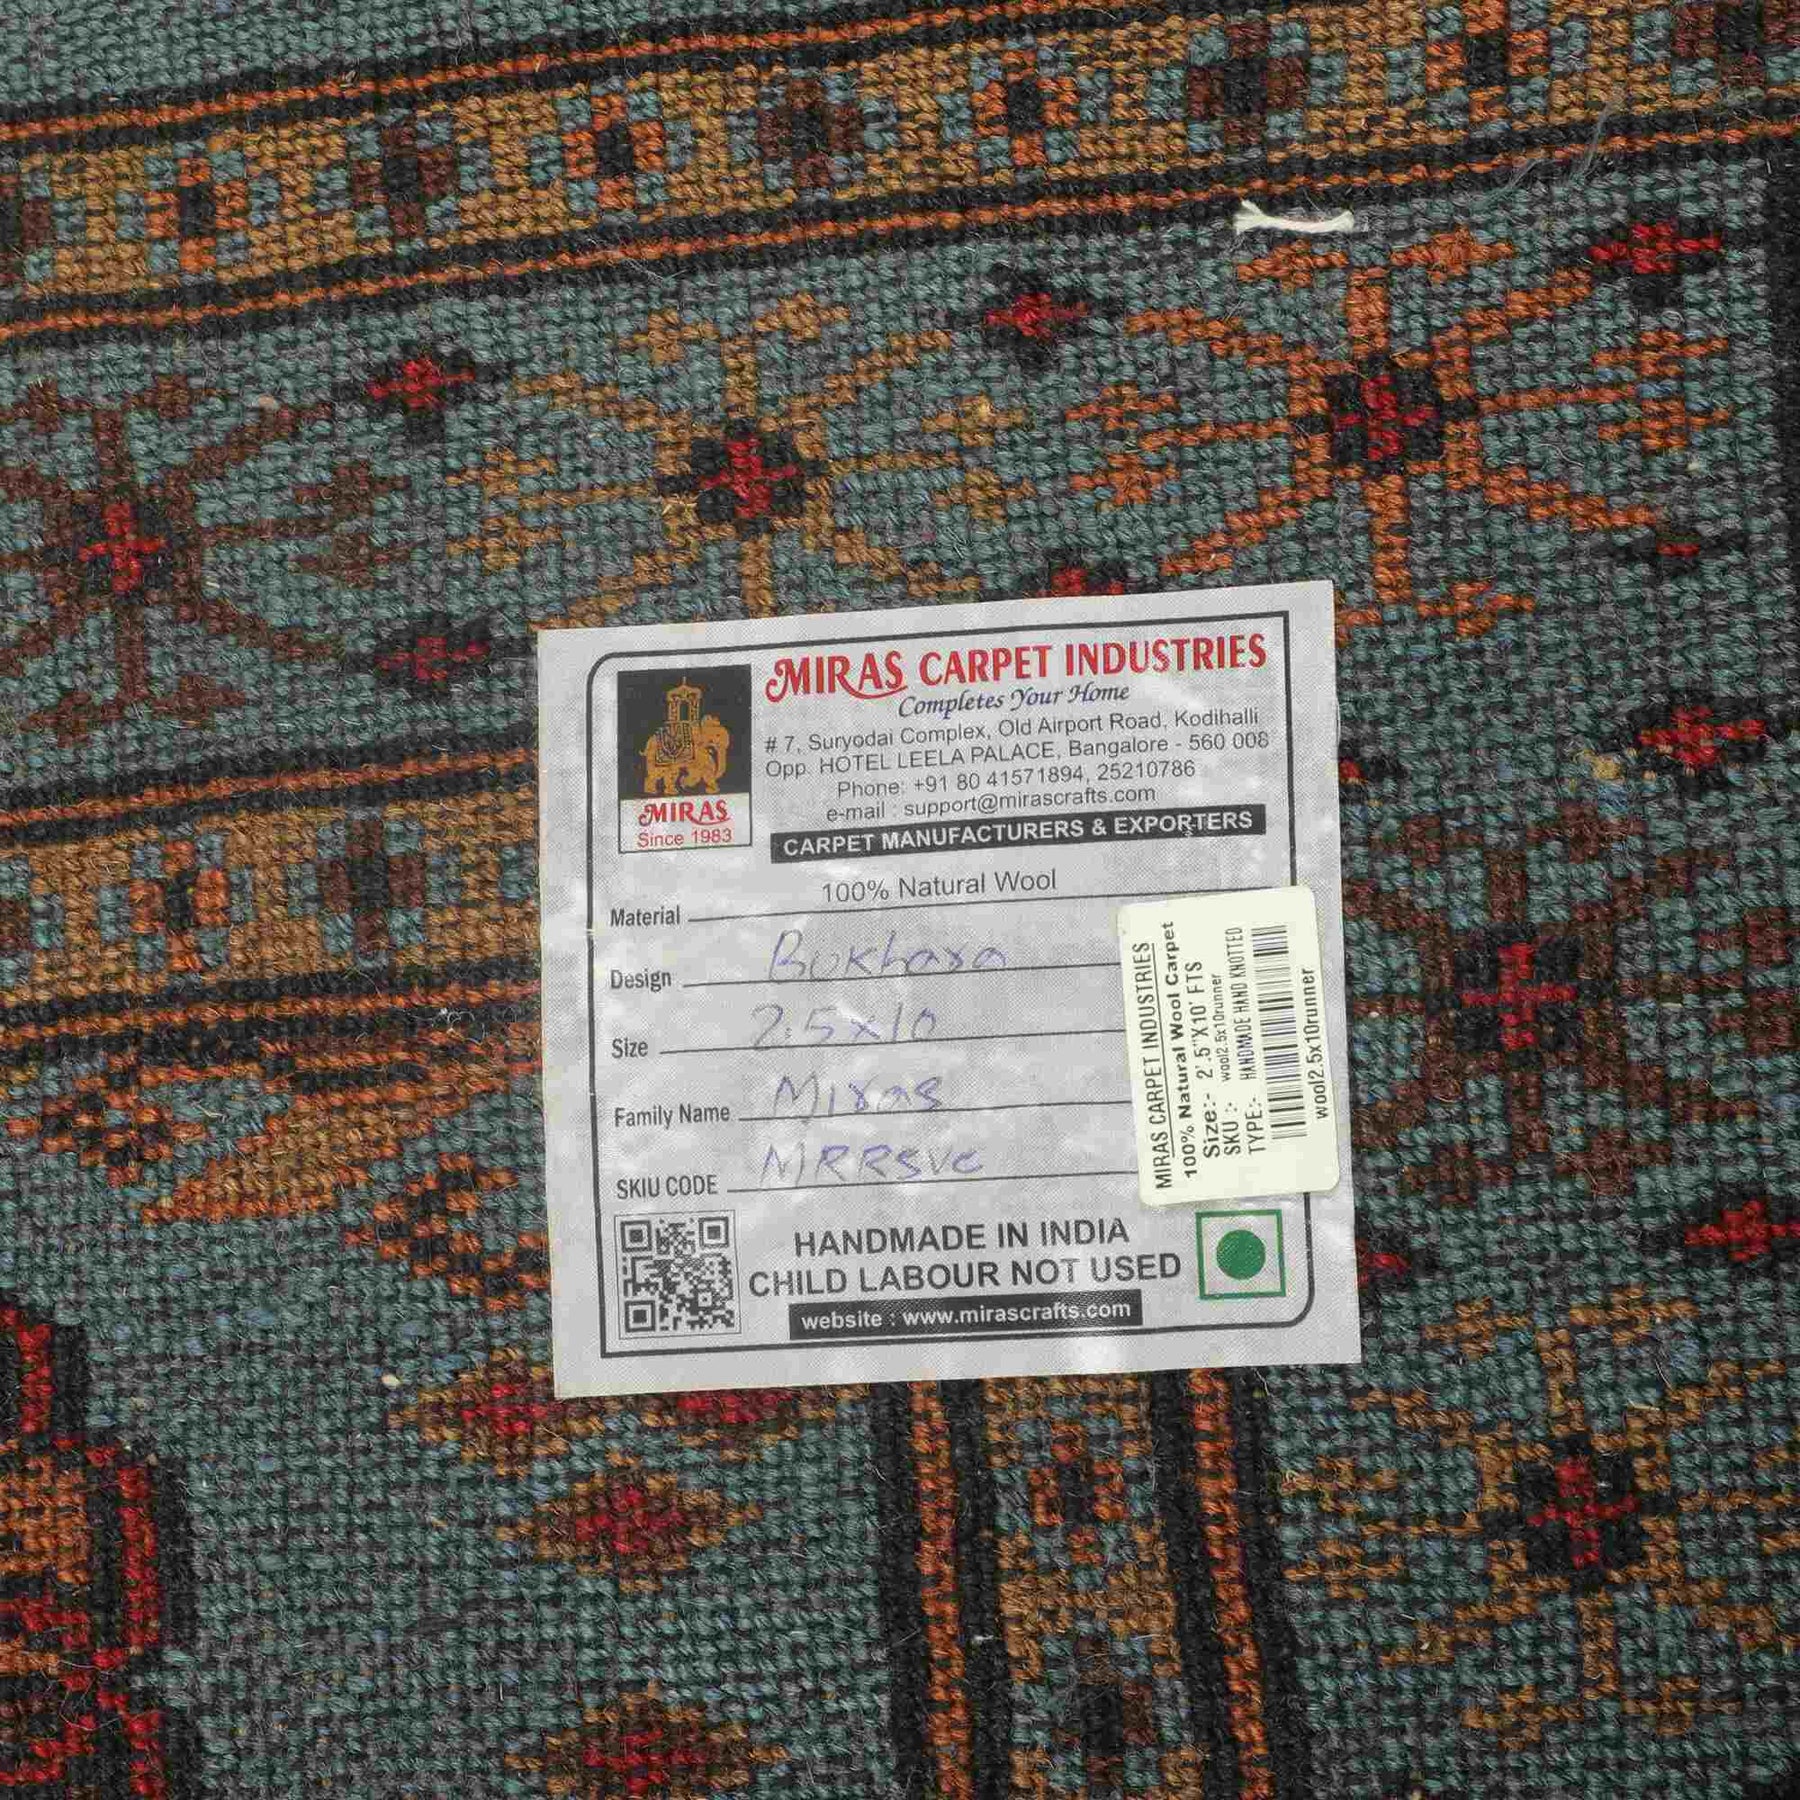 MIRAS
Since 1983
MIRAS CARPET INDUSTRIES
Completes Your Home
# 7, Suryodai Complex, Old Airport Road, Kodihalli
Opp. HOTEL LEELA PALACE, Bangalore - 560 008
Phone: +91 80 41571894, 25210786
e-mail : support@mirascrafts.com
CARPET MANUFACTURERS & EXPORTERS
Material 100% Natural Wool
Design Bukhara
Size 2.5x10
Family Name Miras
SKIU CODE MRRSVC
HANDMADE IN INDIA
CHILD LABOUR NOT USED
website : www.mirascrafts.com
MIRAS CARPET INDUSTRIES
100% Natural Wool Carpet
Size:- 2'.5"X10' FTS
SKU :- wool2.5x10runner
TYPE:- HANDMADE HAND KNOTTED
wool2.5x10runner